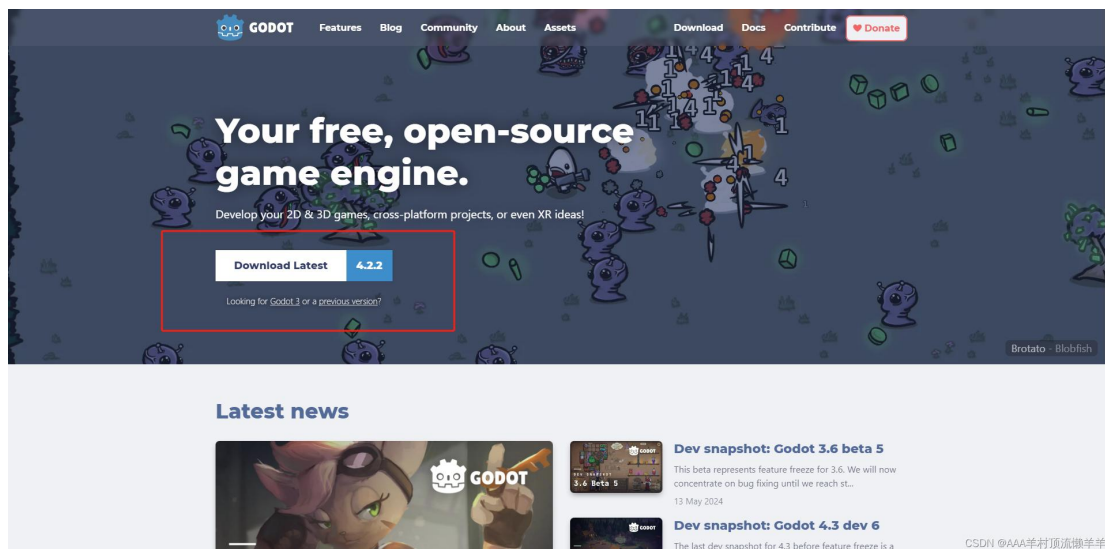 GODOT Features Blog Community About Assets Download Docs Contribute Donate
Your free, open-source
game engine.
Develop your 2D & 3D games, cross-platform projects, or even XR ideas!
Download Latest 4.2.2
Looking for Godot 3 or a previous version?
Brotato - Blobfish
Latest news
GODOT
GODOT
DEV SNAPSHOT
3.6 Beta 5
Dev snapshot: Godot 3.6 beta 5
This beta represents feature freeze for 3.6. We will now
concentrate on bug fixing until we reach st...
13 May 2024
GODOT
Dev snapshot: Godot 4.3 dev 6
The last dev snapshot for 4.3 before feature freeze is a
CSDN @AAA羊村顶流懒羊羊